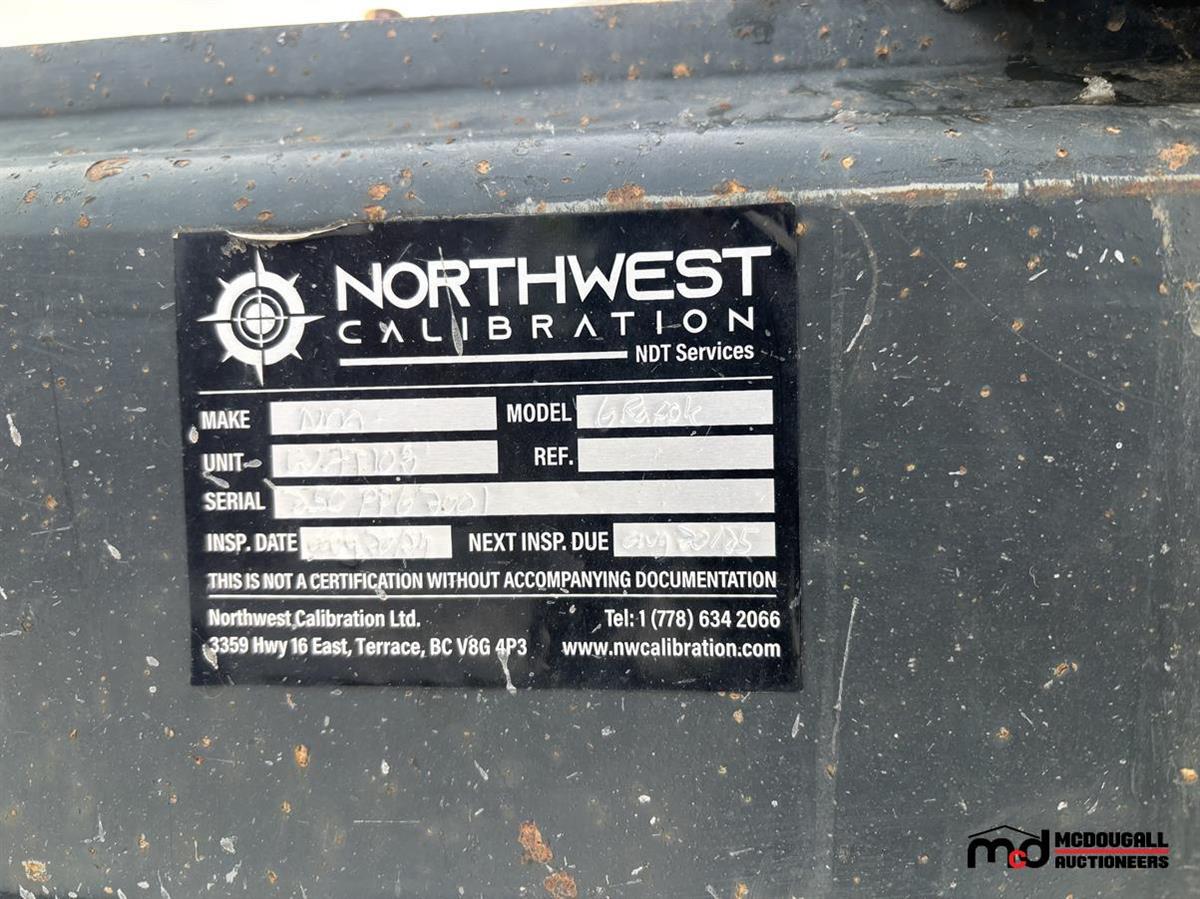 NORTHWEST
CALIBRATION
NDT Services
MAKE MODEL
UNIT REF.
SERIAL
INSP. DATE NEXT INSP. DUE
THIS IS NOT A CERTIFICATION WITHOUT ACCOMPANYING DOCUMENTATION
Northwest Calibration Ltd. Tel: 1 (778) 634 2066
3359 Hwy 16 East, Terrace, BC V8G 4P3 www.nwcalibration.com
mcd MCDOUGALL
AUCTIONEERS